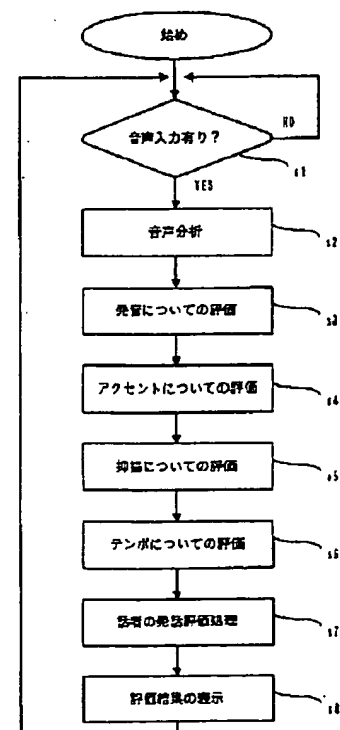 始め
音声入力有り？
NO
s1
YES
音声分析
s2
発音についての評価
s3
アクセントについての評価
s4
抑揚についての評価
s5
テンポについての評価
s6
話者の発話評価処理
s7
評価結果の表示
s8